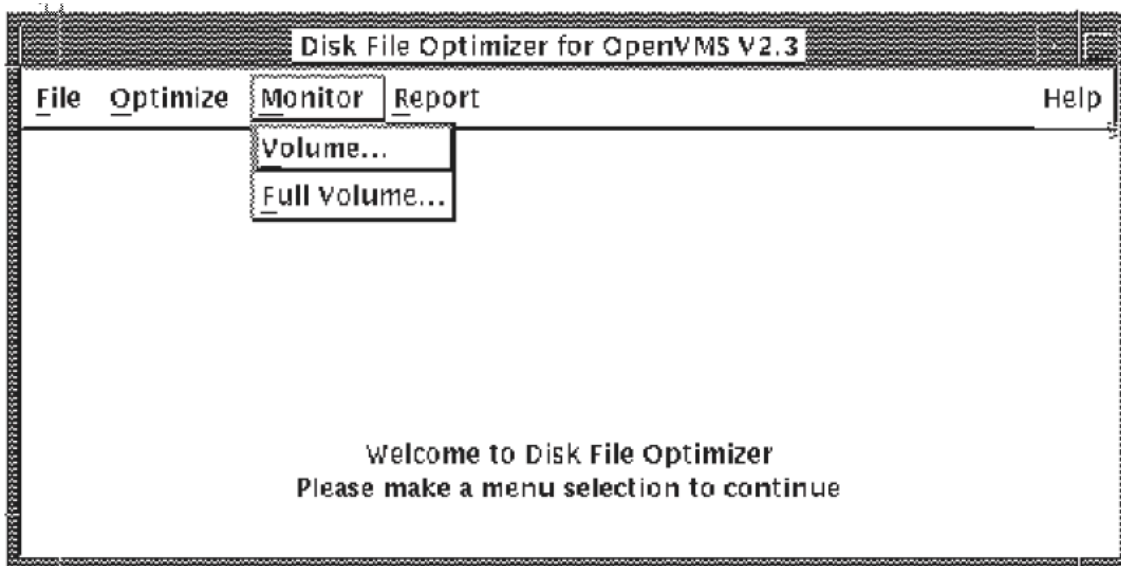 Disk File Optimizer for OpenVMS V2.3
File Optimize Monitor Report Help
Volume...
Full Volume...
Welcome to Disk File Optimizer
Please make a menu selection to continue